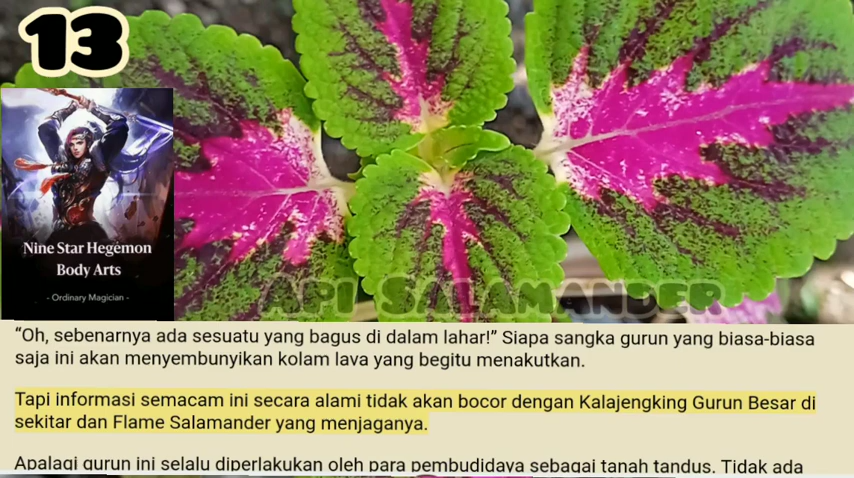 13
Nine Star Hegemon
Body Arts
- Ordinary Magician -
API SALAMANDER
“Oh, sebenarnya ada sesuatu yang bagus di dalam lahar!” Siapa sangka gurun yang biasa-biasa
saja ini akan menyembunyikan kolam lava yang begitu menakutkan.
Tapi informasi semacam ini secara alami tidak akan bocor dengan Kalajengking Gurun Besar di
sekitar dan Flame Salamander yang menjaganya.
Apalagi gurun ini selalu diperlakukan oleh para pembudidaya sebagai tanah tandus. Tidak ada